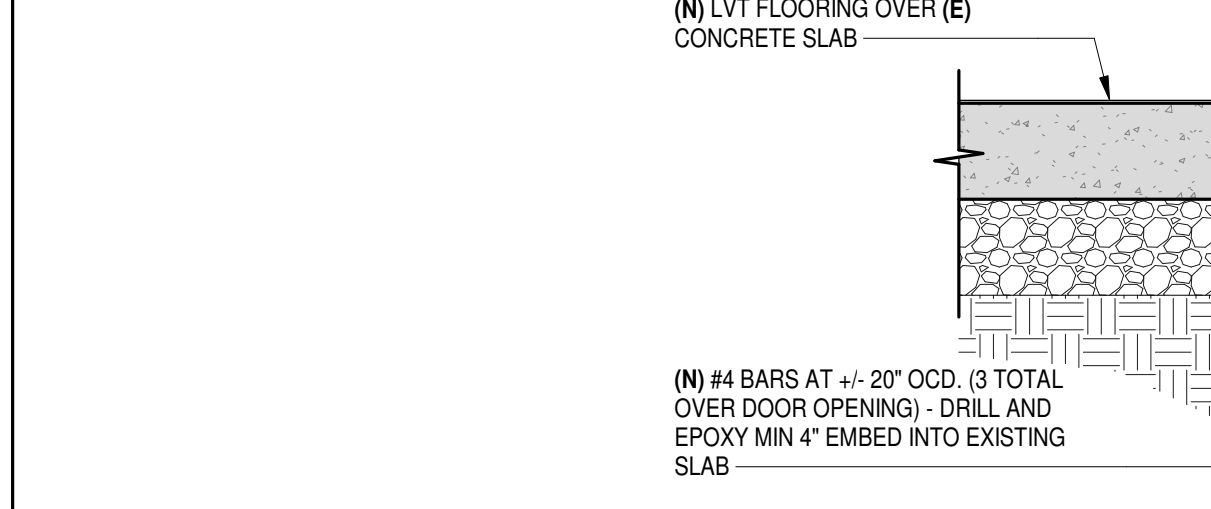 (N) LVT FLOORING OVER (E)
CONCRETE SLAB
(N) #4 BARS AT +/- 20" OCD. (3 TOTAL
OVER DOOR OPENING) - DRILL AND
EPOXY MIN 4" EMBED INTO EXISTING
SLAB